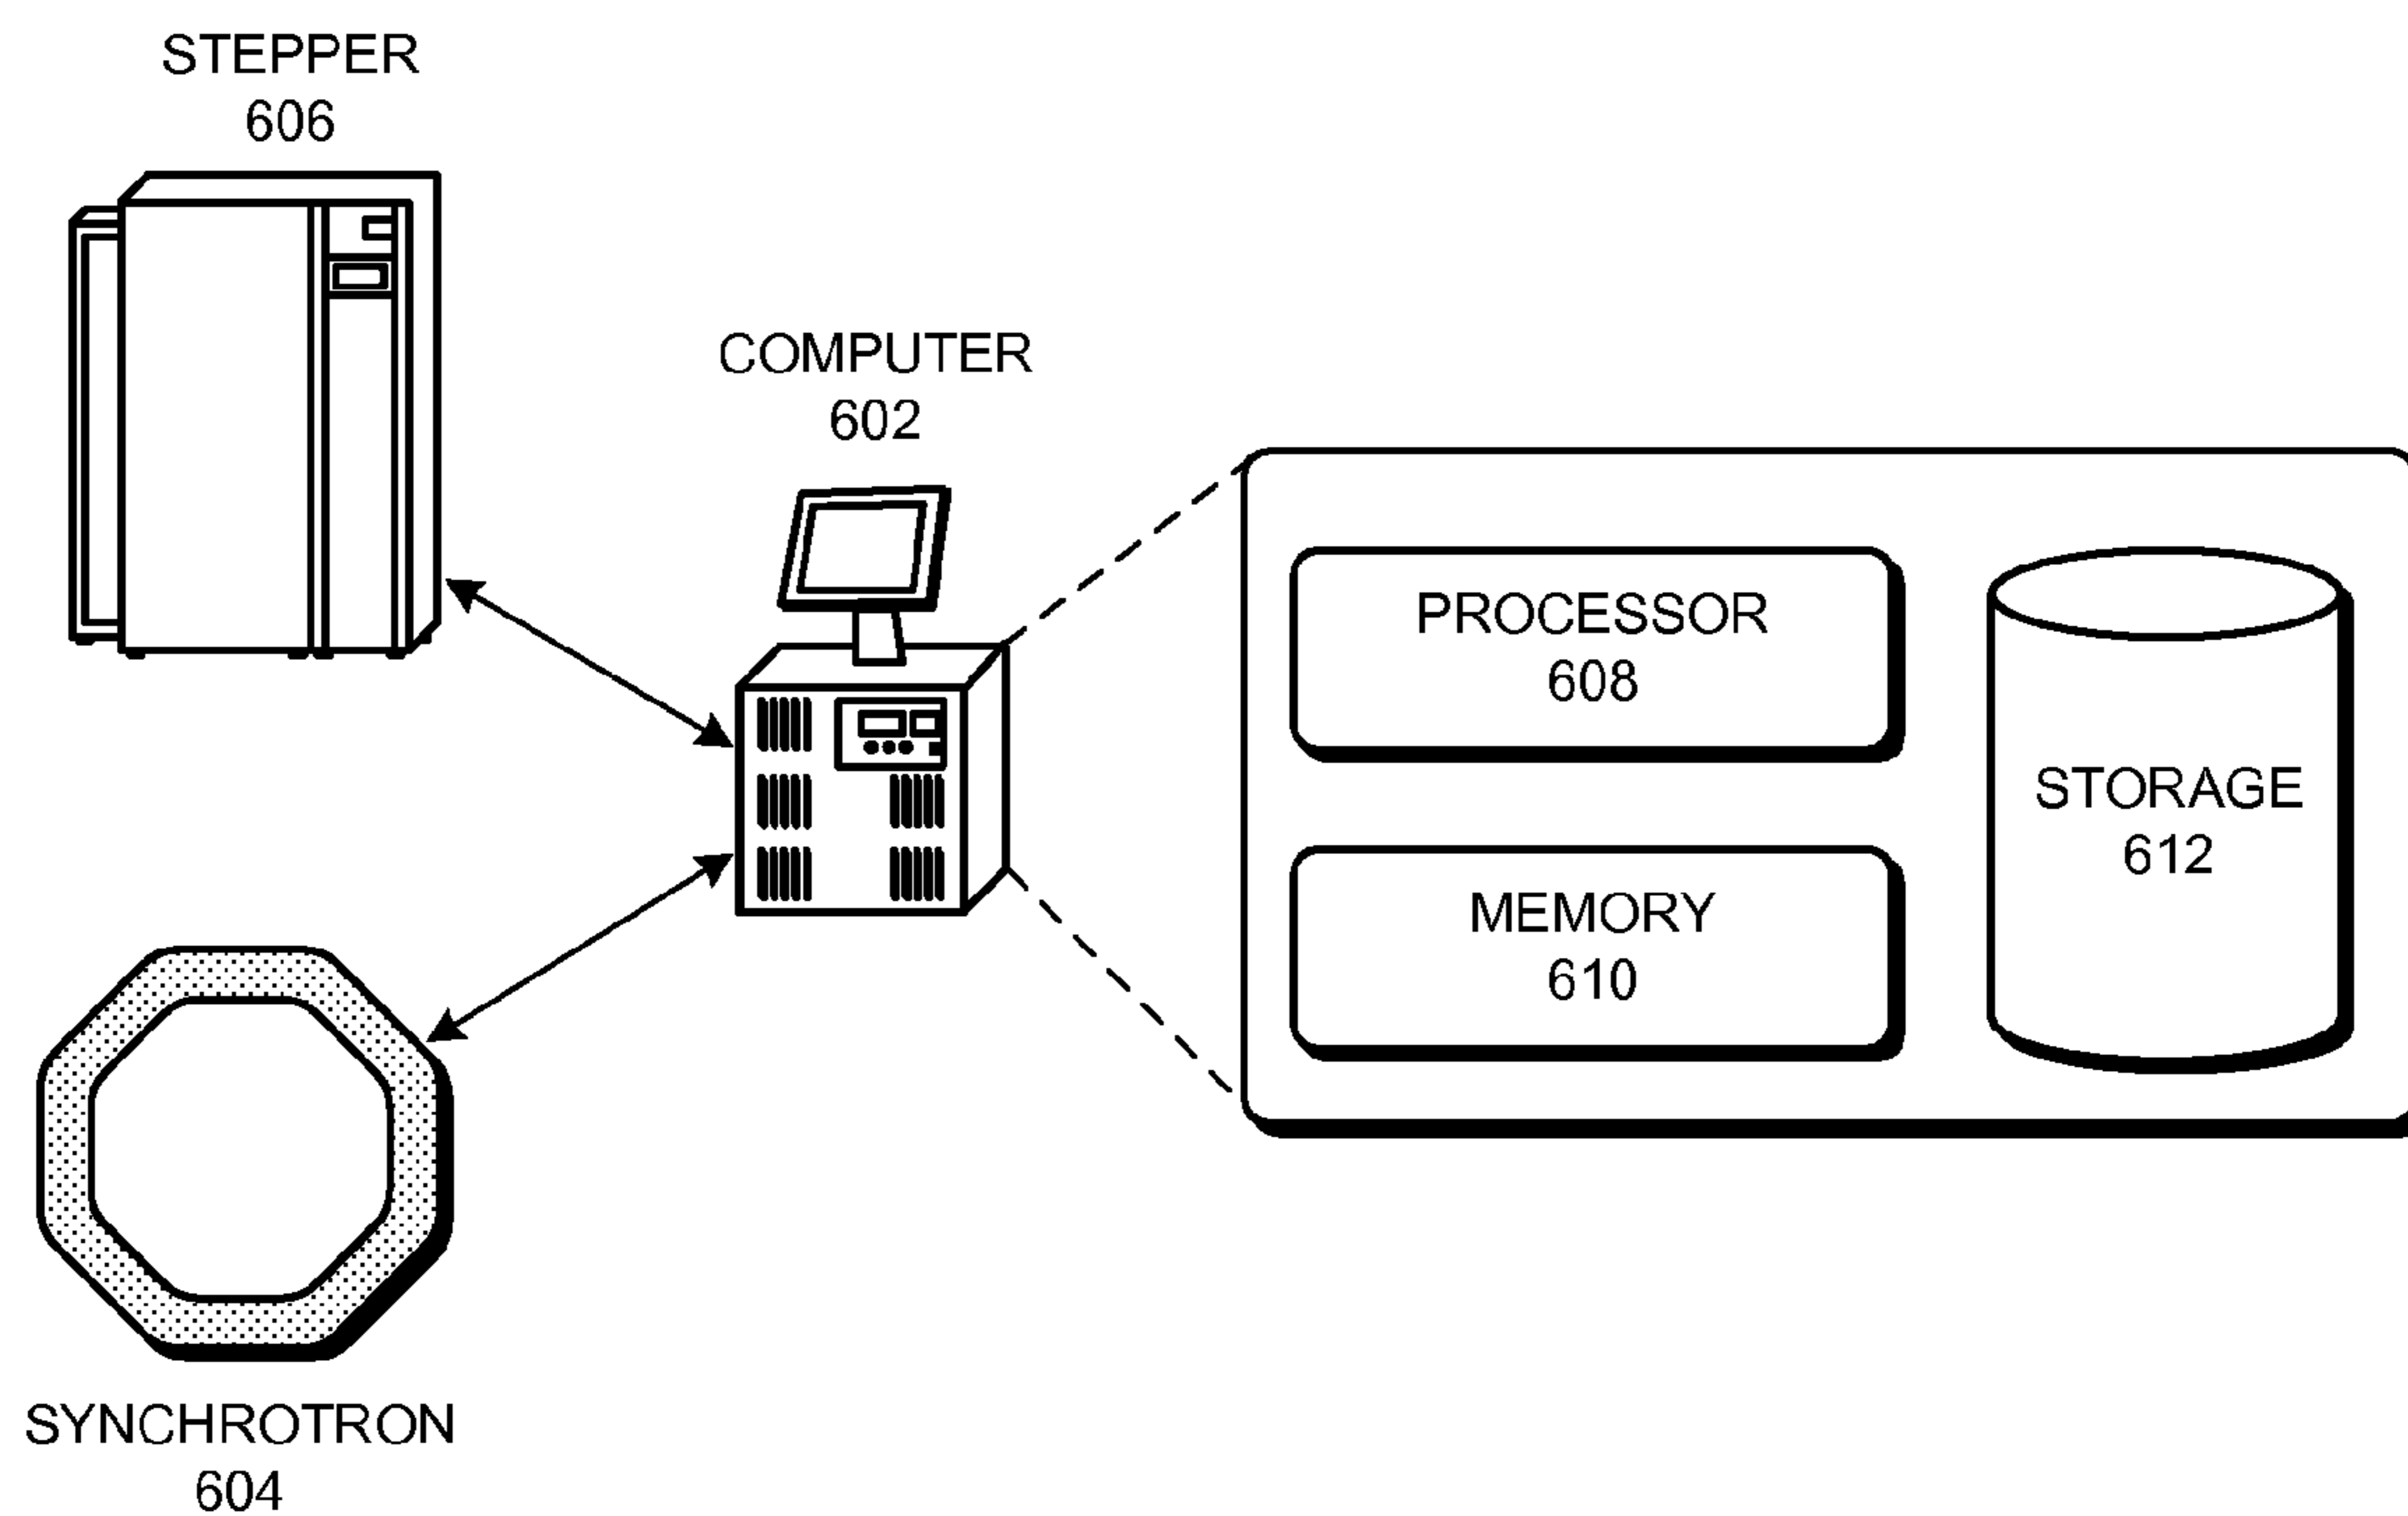 STEPPER
606
COMPUTER
602
PROCESSOR
608
STORAGE
612
MEMORY
610
SYNCHROTRON
604